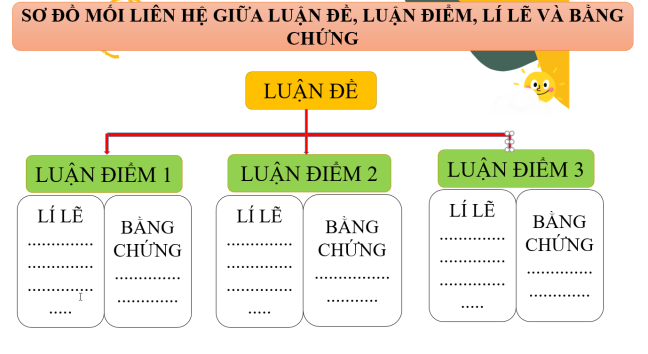 SƠ ĐỒ MỐI LIÊN HỆ GIỮA LUẬN ĐỀ, LUẬN ĐIỂM, LÍ LẼ VÀ BẰNG
CHỨNG
LUẬN ĐỀ
LUẬN ĐIỂM 1
LÍ LẼ
..............
..............
..............
.....
BẰNG
CHỨNG
..............
.............
LUẬN ĐIỂM 2
LÍ LẼ
..............
..............
..............
.....
BẰNG
CHỨNG
................
...........
LUẬN ĐIỂM 3
LÍ LẼ
..............
..............
..............
.....
BẰNG
CHỨNG
..............
.............